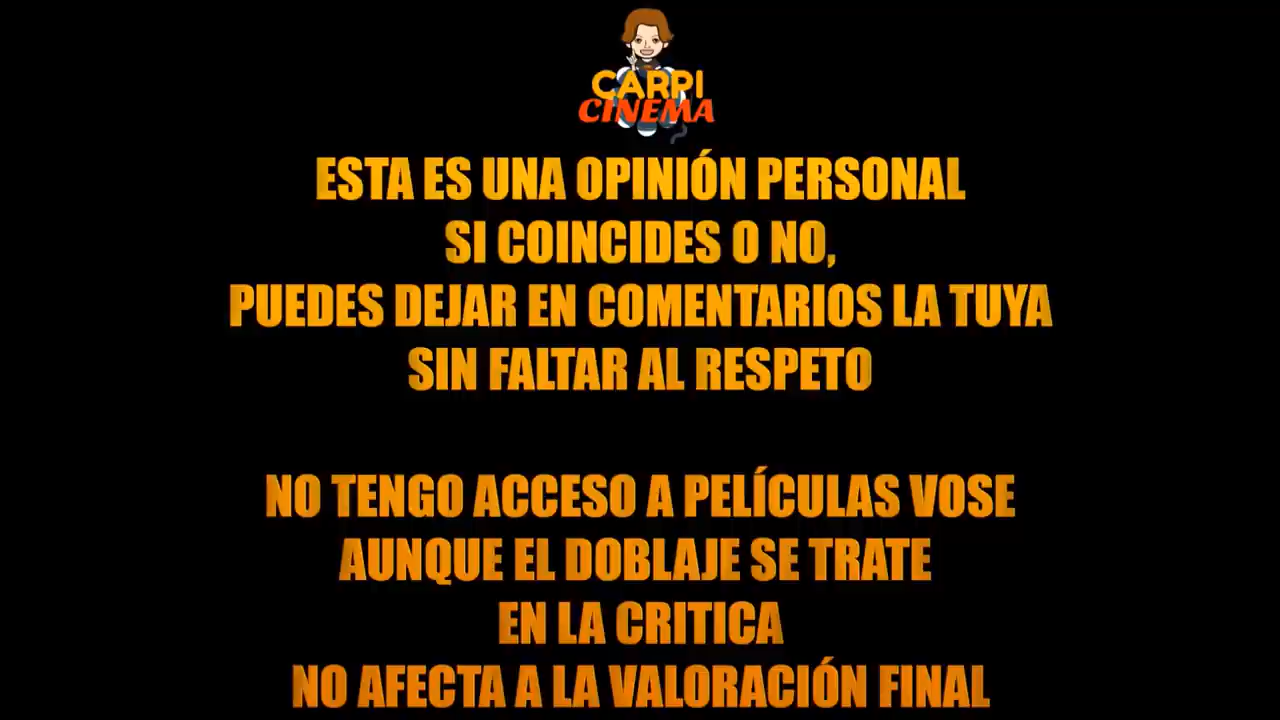 CARPI
CINEMA
ESTA ES UNA OPINIÓN PERSONAL
SI COINCIDES O NO,
PUEDES DEJAR EN COMENTARIOS LA TUYA
SIN FALTAR AL RESPETO
NO TENGO ACCESO A PELÍCULAS VOSE
AUNQUE EL DOBLAJE SE TRATE
EN LA CRITICA
NO AFECTA A LA VALORACIÓN FINAL